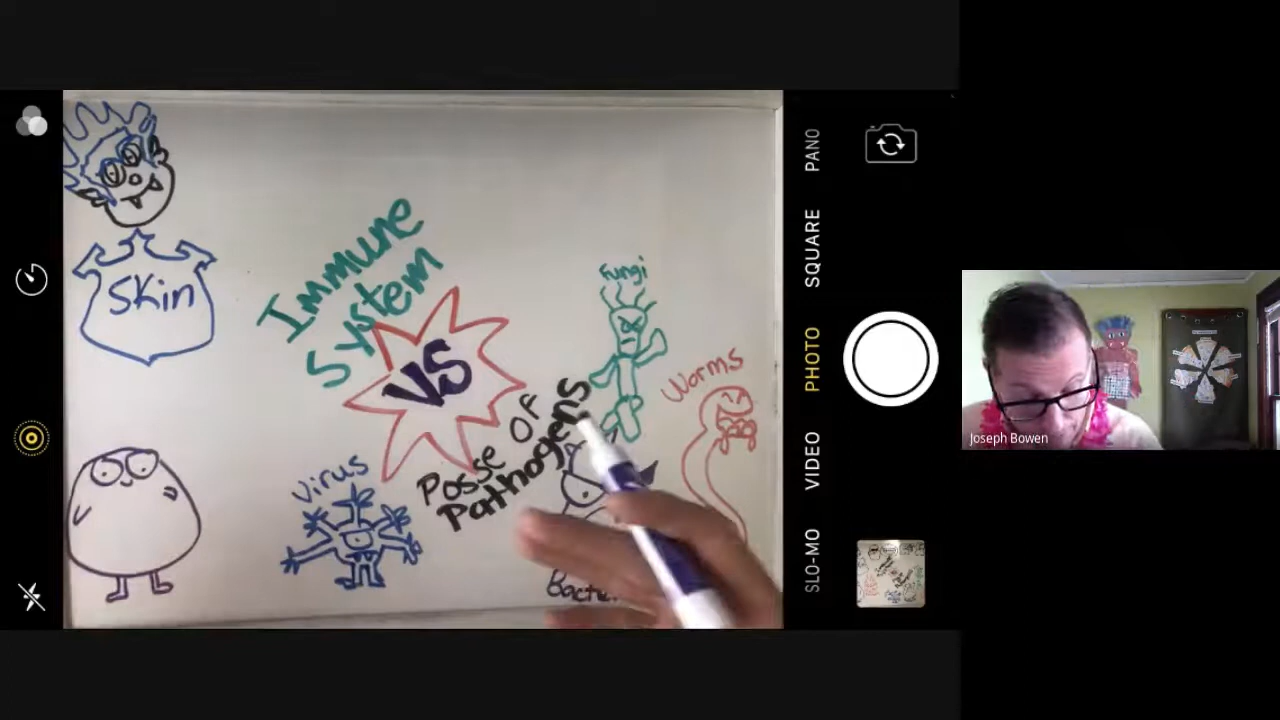 Skin
Immune
System
VS
Posse of
Pathogens
Fungi
Worms
Virus
PANO
SQUARE
PHOTO
VIDEO
SLO-MO
Joseph Bowen